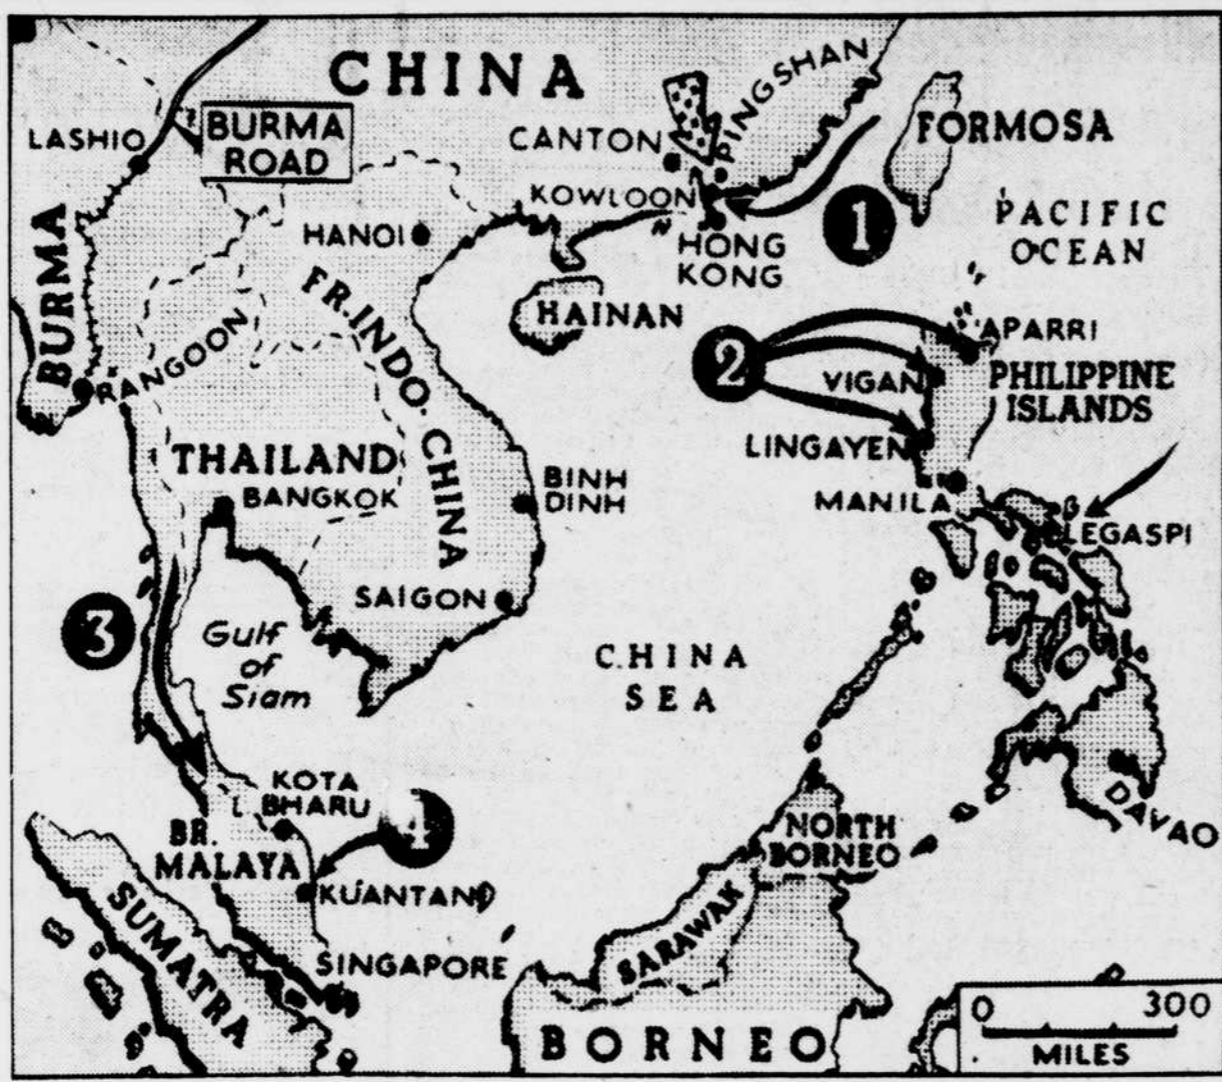 CHINA
PINGSHAN
FORMOSA
CANTON
BURMA
ROAD
LASHIO
KOWLOON
1
PACIFIC
OCEAN
HANOI
HONG
KONG
BURMA
FR. INDO-CHINA
HAINAN
RANGOON
2
APARRI
VIGAN
PHILIPPINE
ISLANDS
THAILAND
BANGKOK
LINGAYEN
BINH
DINH
MANILA
LEGASPI
SAIGON
3
Gulf
of
Siam
CHINA
SEA
KOTA
BHARU
4
BR.
MALAYA
DAVAO
NORTH
BORNEO
KUANTAN
SUMATRA
SARAWAK
SINGAPORE
BORNEO
0 300
MILES